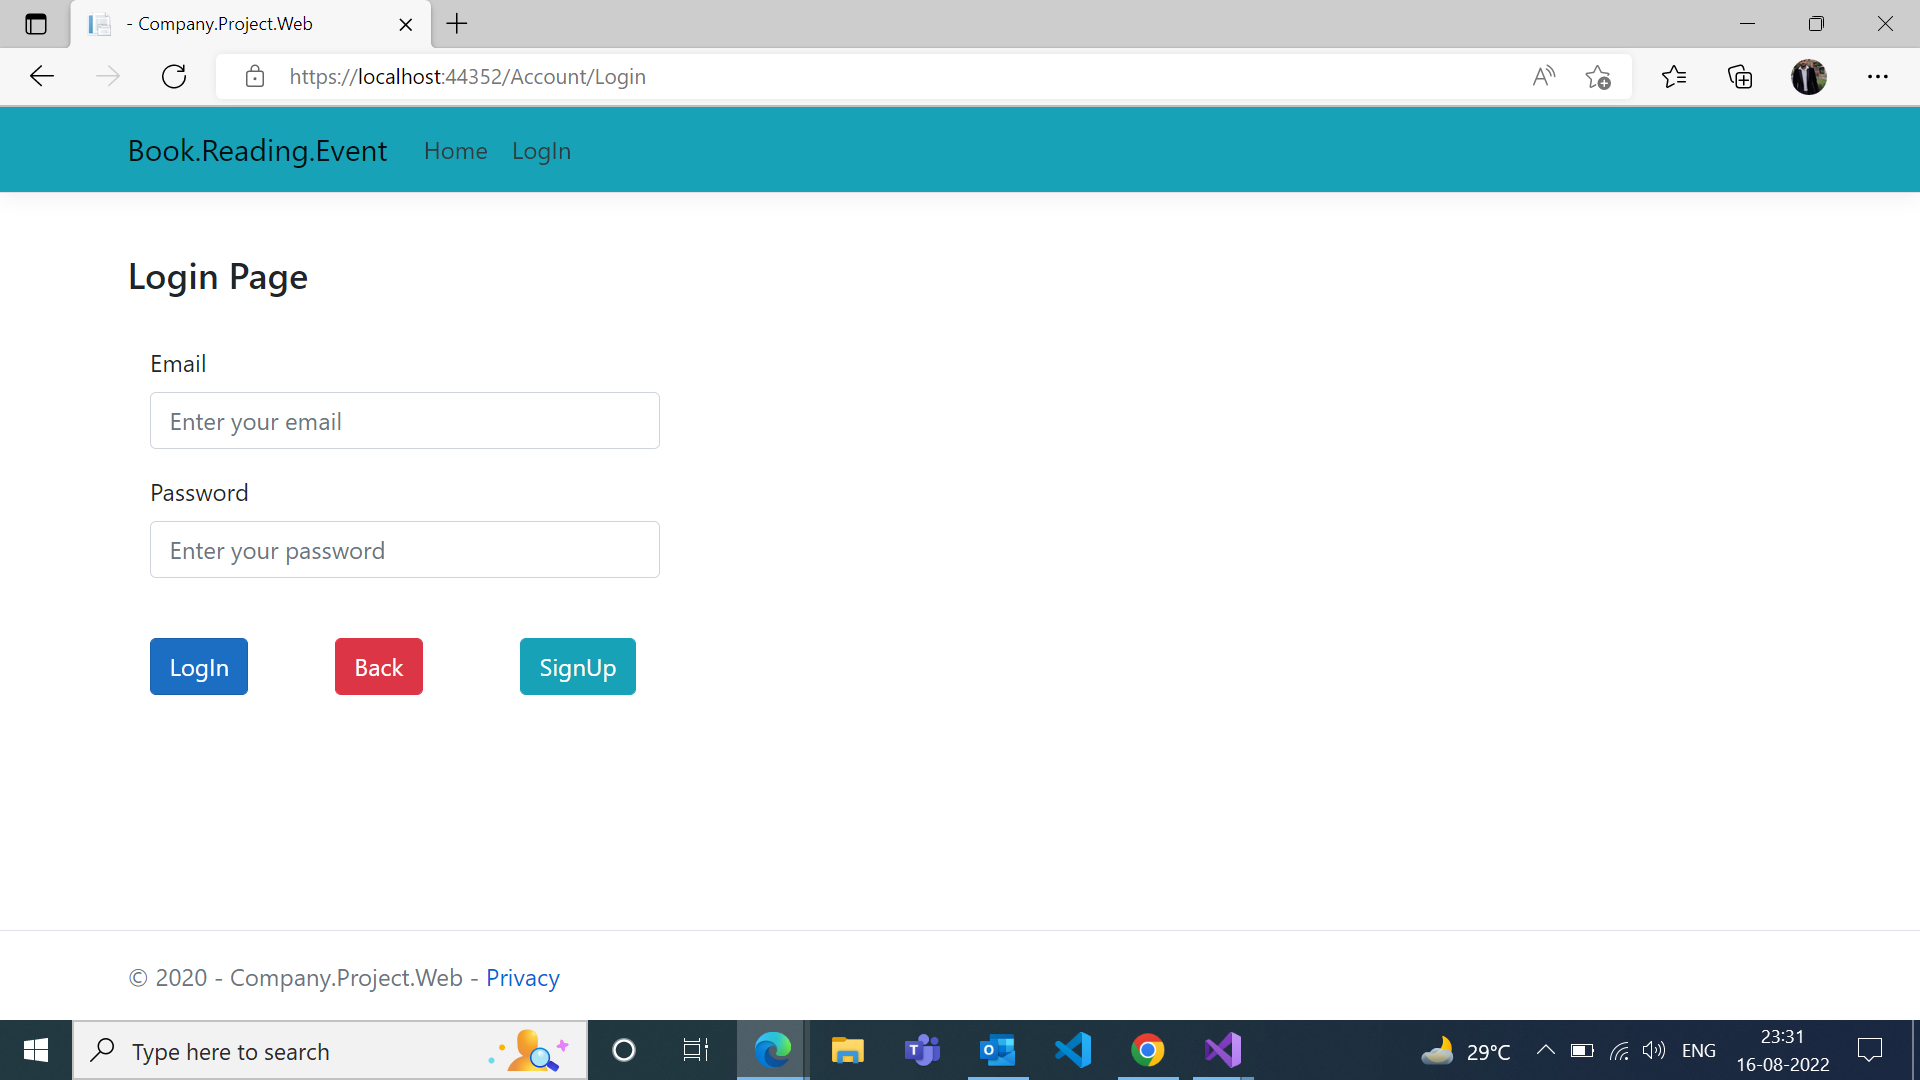 - Company.Project.Web
https://localhost:44352/Account/Login
Book.Reading.Event Home LogIn
Login Page
Email
Enter your email
Password
Enter your password
LogIn Back SignUp
© 2020 - Company.Project.Web - Privacy
Type here to search
29°C
ENG
23:31
16-08-2022